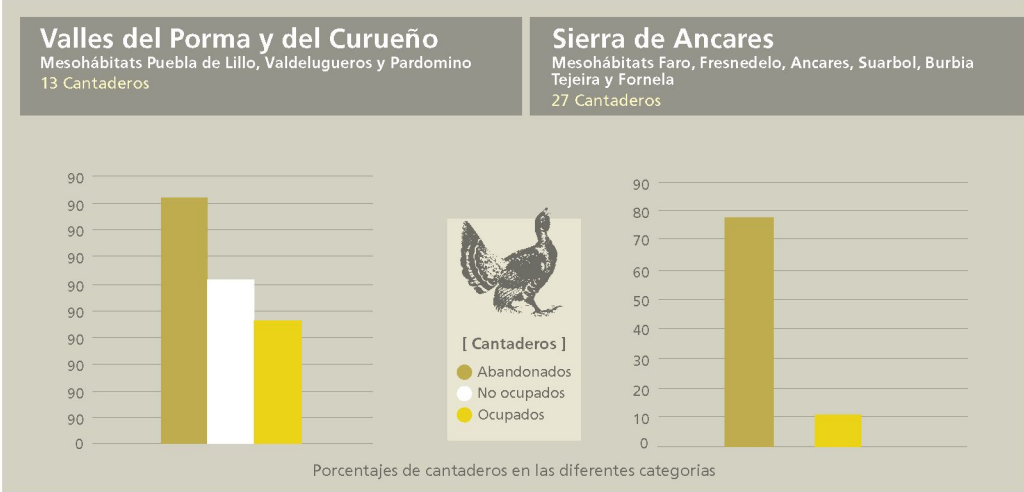 Valles del Porma y del Curueño
Mesohábitats Puebla de Lillo, Valdelugueros y Pardomino
13 Cantaderos
Sierra de Ancares
Mesohábitats Faro, Fresnedelo, Ancares, Suarbol, Burbia
Tejeira y Fornela
27 Cantaderos
90
90
90
90
90
90
90
90
90
90
0
[ Cantaderos ]
Abandonados
No ocupados
Ocupados
90
80
70
60
50
40
30
20
10
0
Porcentajes de cantaderos en las diferentes categorias